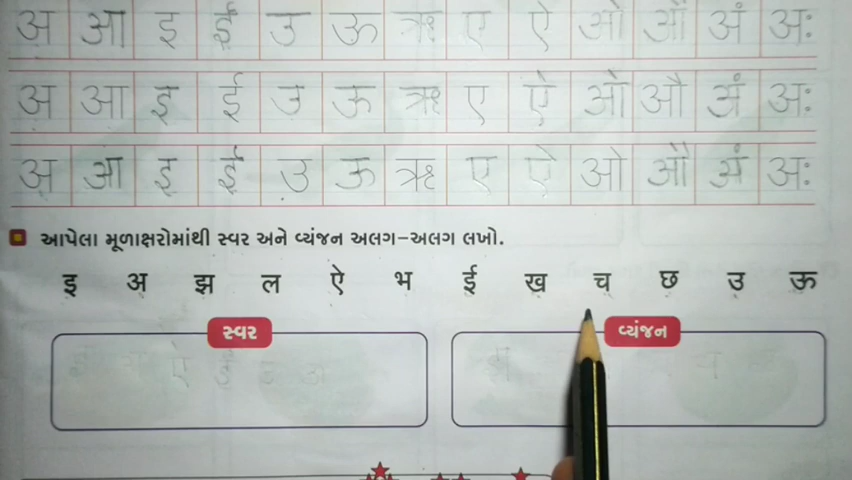 अ आ इ ई उ ऊ ऋ ए ऐ ओ औ अं अः
अ आ इ ई उ ऊ ऋ ए ऐ ओ औ अं अः
अ आ इ ई उ ऊ ऋ ए ऐ ओ औ अं अः
આપેલા મૂળાક્ષરોમાંથી સ્વર અને વ્યંજન અલગ-અલગ લખો.
इ अ झ ल ऐ भ ई ख च छ उ ऊ
સ્વર વ્યંજન